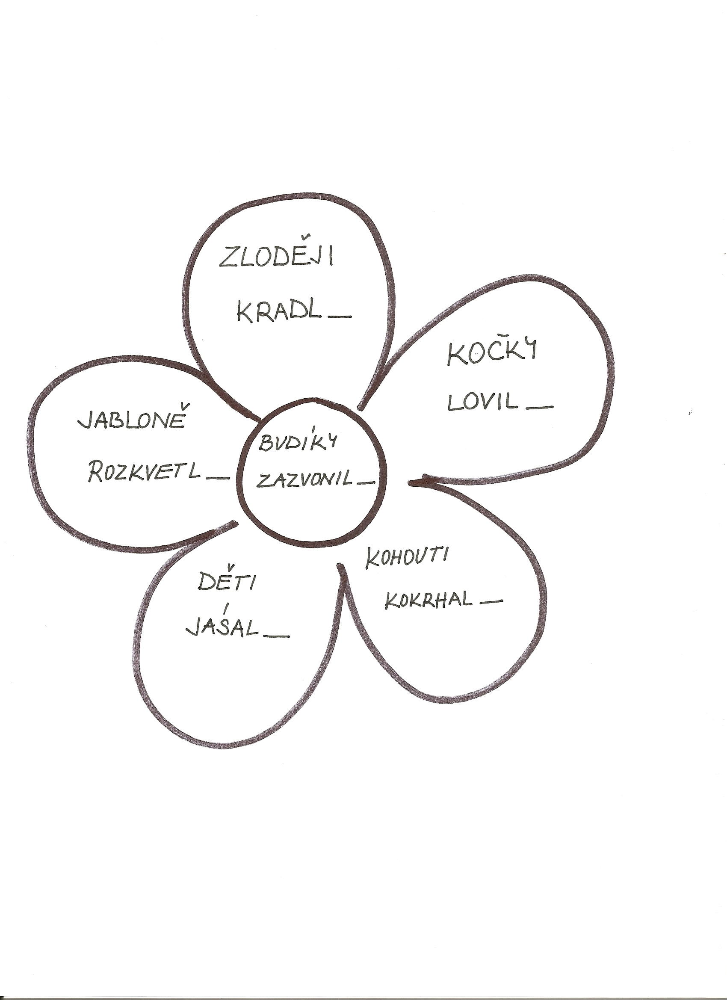 ZLODĚJI
KRADL_
KOČKY
LOVIL_
JABLONĚ
ROZKVETL_
BUDÍKY
ZAZVONIL_
KOHOUTI
KOKRHAL_
DĚTI
JÁSAL_